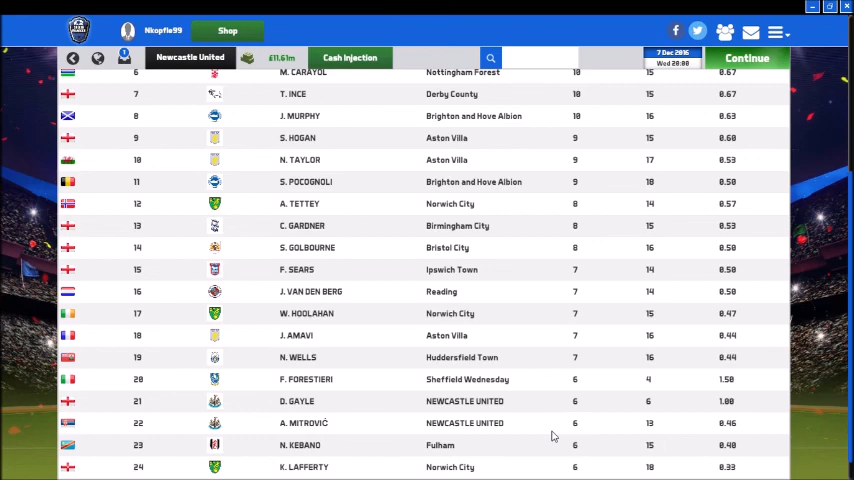 Nkopfle99 Shop
Newcastle United £11.61m Cash Injection 7 Dec 2016 Wed 20:00 Continue
6 M. CARAYOL Nottingham Forest 10 15 0.67
7 T. INCE Derby County 10 15 0.67
8 J. MURPHY Brighton and Hove Albion 10 16 0.63
9 S. HOGAN Aston Villa 9 15 0.60
10 N. TAYLOR Aston Villa 9 17 0.53
11 S. POCOGNOLI Brighton and Hove Albion 9 18 0.50
12 A. TETTEY Norwich City 8 14 0.57
13 C. GARDNER Birmingham City 8 15 0.53
14 S. GOLBOURNE Bristol City 8 16 0.50
15 F. SEARS Ipswich Town 7 14 0.50
16 J. VAN DEN BERG Reading 7 14 0.50
17 W. HOOLAHAN Norwich City 7 15 0.47
18 J. AMAVI Aston Villa 7 16 0.44
19 N. WELLS Huddersfield Town 7 16 0.44
20 F. FORESTIERI Sheffield Wednesday 6 4 1.50
21 D. GAYLE NEWCASTLE UNITED 6 6 1.00
22 A. MITROVIĆ NEWCASTLE UNITED 6 13 0.46
23 N. KEBANO Fulham 6 15 0.40
24 K. LAFFERTY Norwich City 6 18 0.33